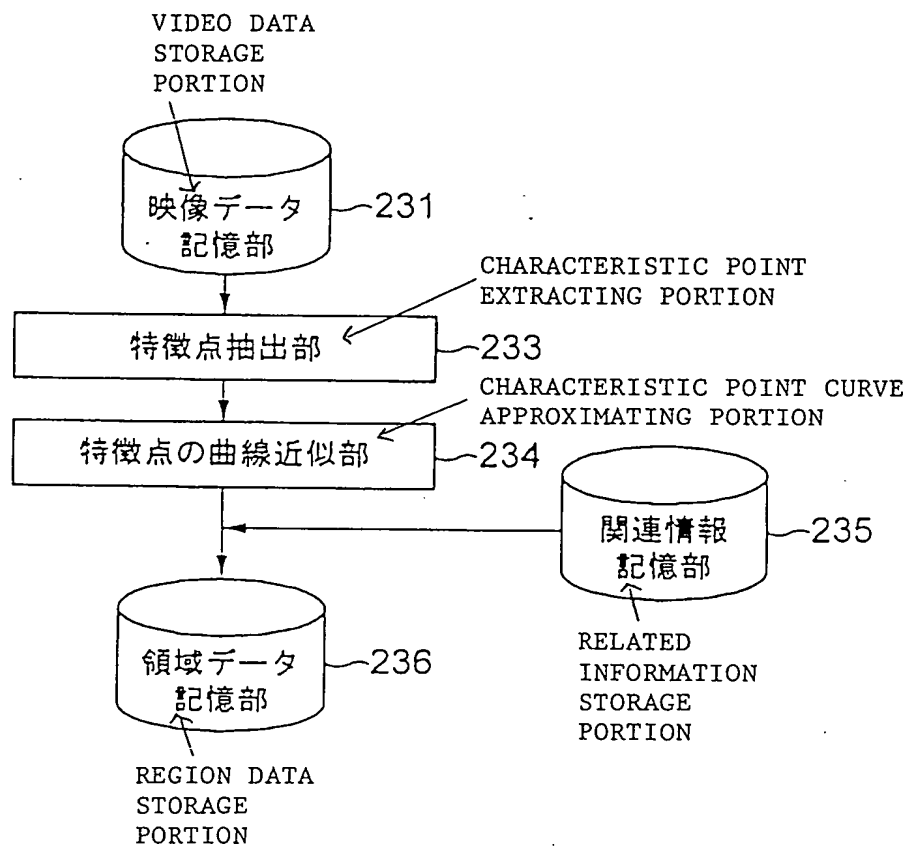 VIDEO DATA
STORAGE
PORTION
映像データ
記憶部
231
CHARACTERISTIC POINT
EXTRACTING PORTION
特徴点抽出部
233
CHARACTERISTIC POINT CURVE
APPROXIMATING PORTION
特徴点の曲線近似部
234
関連情報
記憶部
235
領域データ
記憶部
236
RELATED
INFORMATION
STORAGE
PORTION
REGION DATA
STORAGE
PORTION